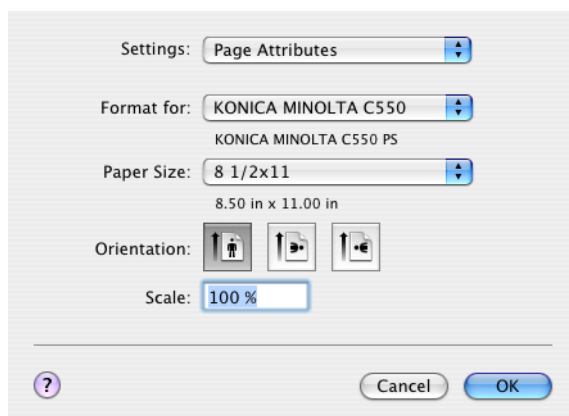 Settings: Page Attributes
Format for: KONICA MINOLTA C550
KONICA MINOLTA C550 PS
Paper Size: 8 1/2x11
8.50 in x 11.00 in
Orientation:
Scale: 100 %
? Cancel OK